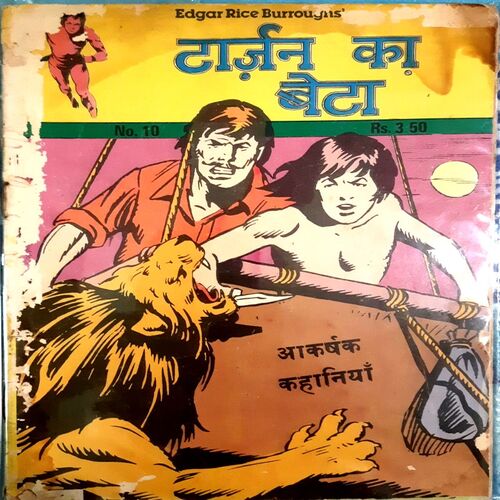 Edgar Rice Burroughs'
टार्ज़न का
बेटा
No. 10 Rs. 3.50
आकर्षक
कहानियाँ